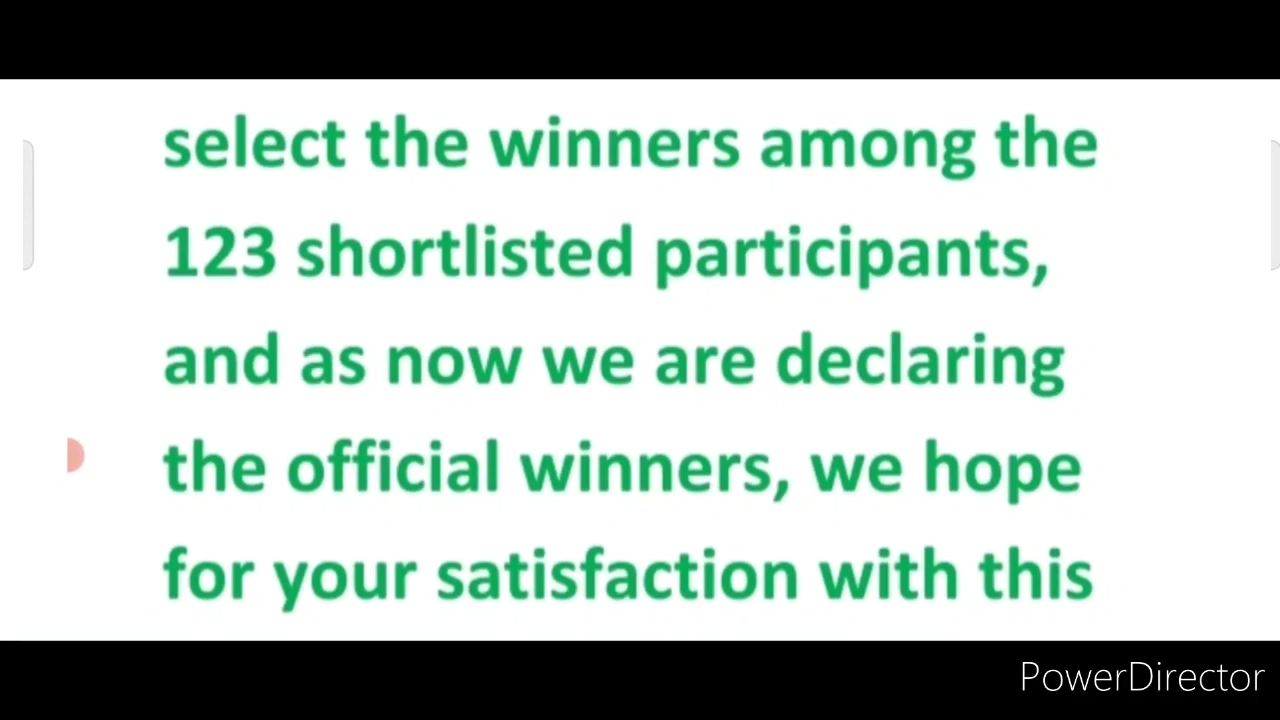 select the winners among the
123 shortlisted participants,
and as now we are declaring
the official winners, we hope
for your satisfaction with this
PowerDirector